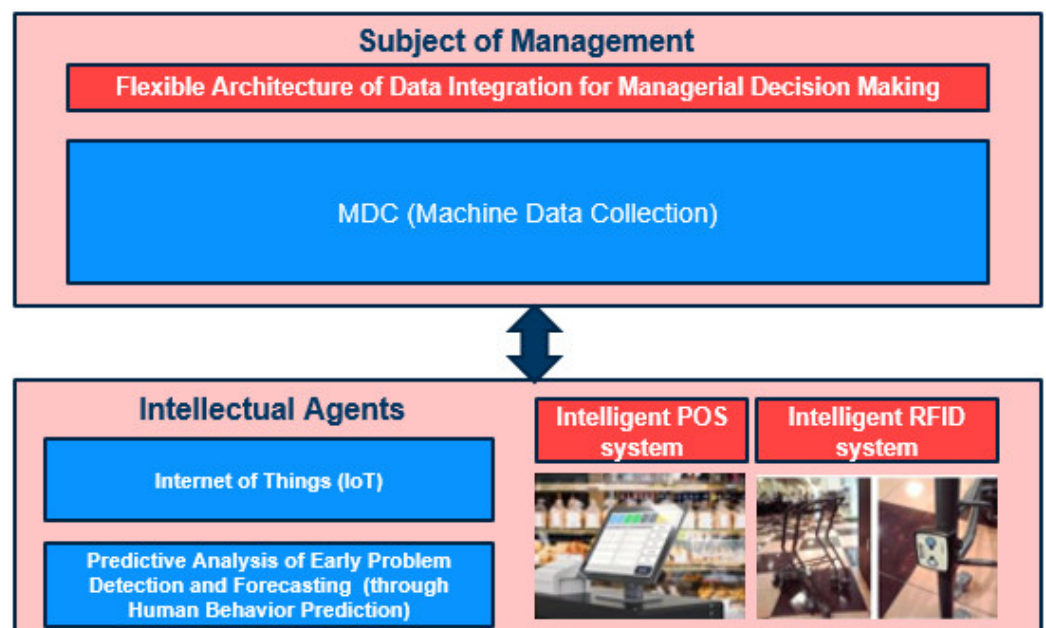 Subject of Management
Flexible Architecture of Data Integration for Managerial Decision Making
MDC (Machine Data Collection)
Intellectual Agents
Internet of Things (IoT)
Predictive Analysis of Early Problem
Detection and Forecasting (through
Human Behavior Prediction)
Intelligent POS
system
Intelligent RFID
system